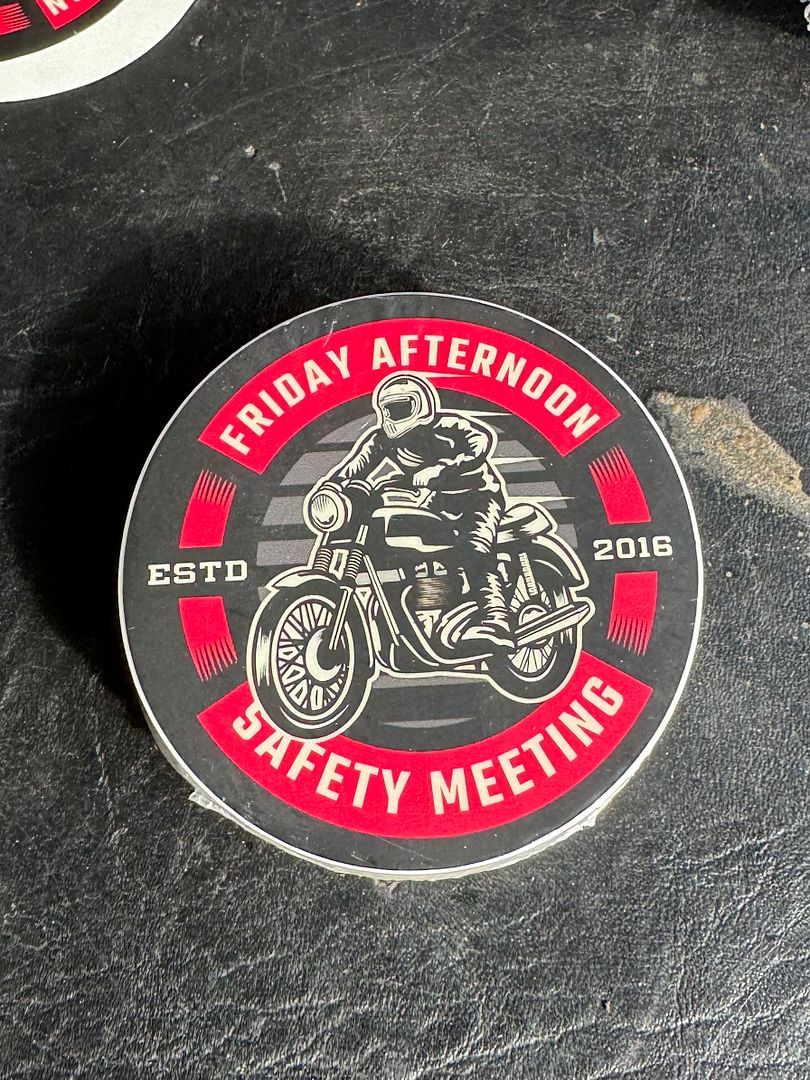 FRIDAY AFTERNOON
ESTD
2016
SAFETY MEETING